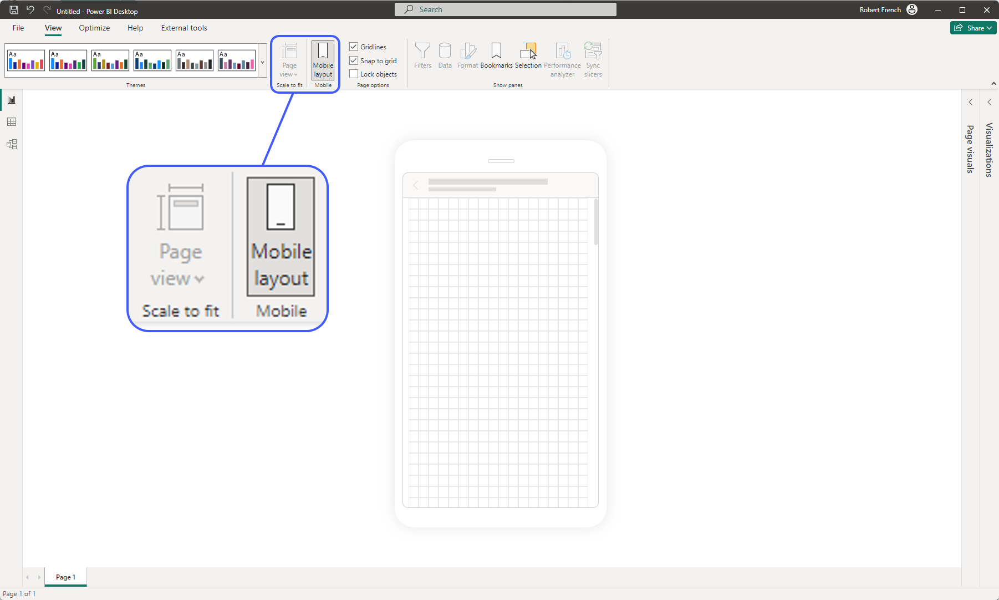 Untitled - Power BI Desktop
Search
Robert French
File
View
Optimize
Help
External tools
Share
Aa
Aa
Aa
Aa
Aa
Aa
Themes
Page
view
Scale to fit
Mobile
layout
Mobile
Gridlines
Snap to grid
Lock objects
Page options
Filters
Data
Format
Bookmarks
Selection
Performance
analyzer
Sync
slicers
Show panes
Page visuals
Visualizations
Page
view
Scale to fit
Mobile
layout
Mobile
Page 1
Page 1 of 1